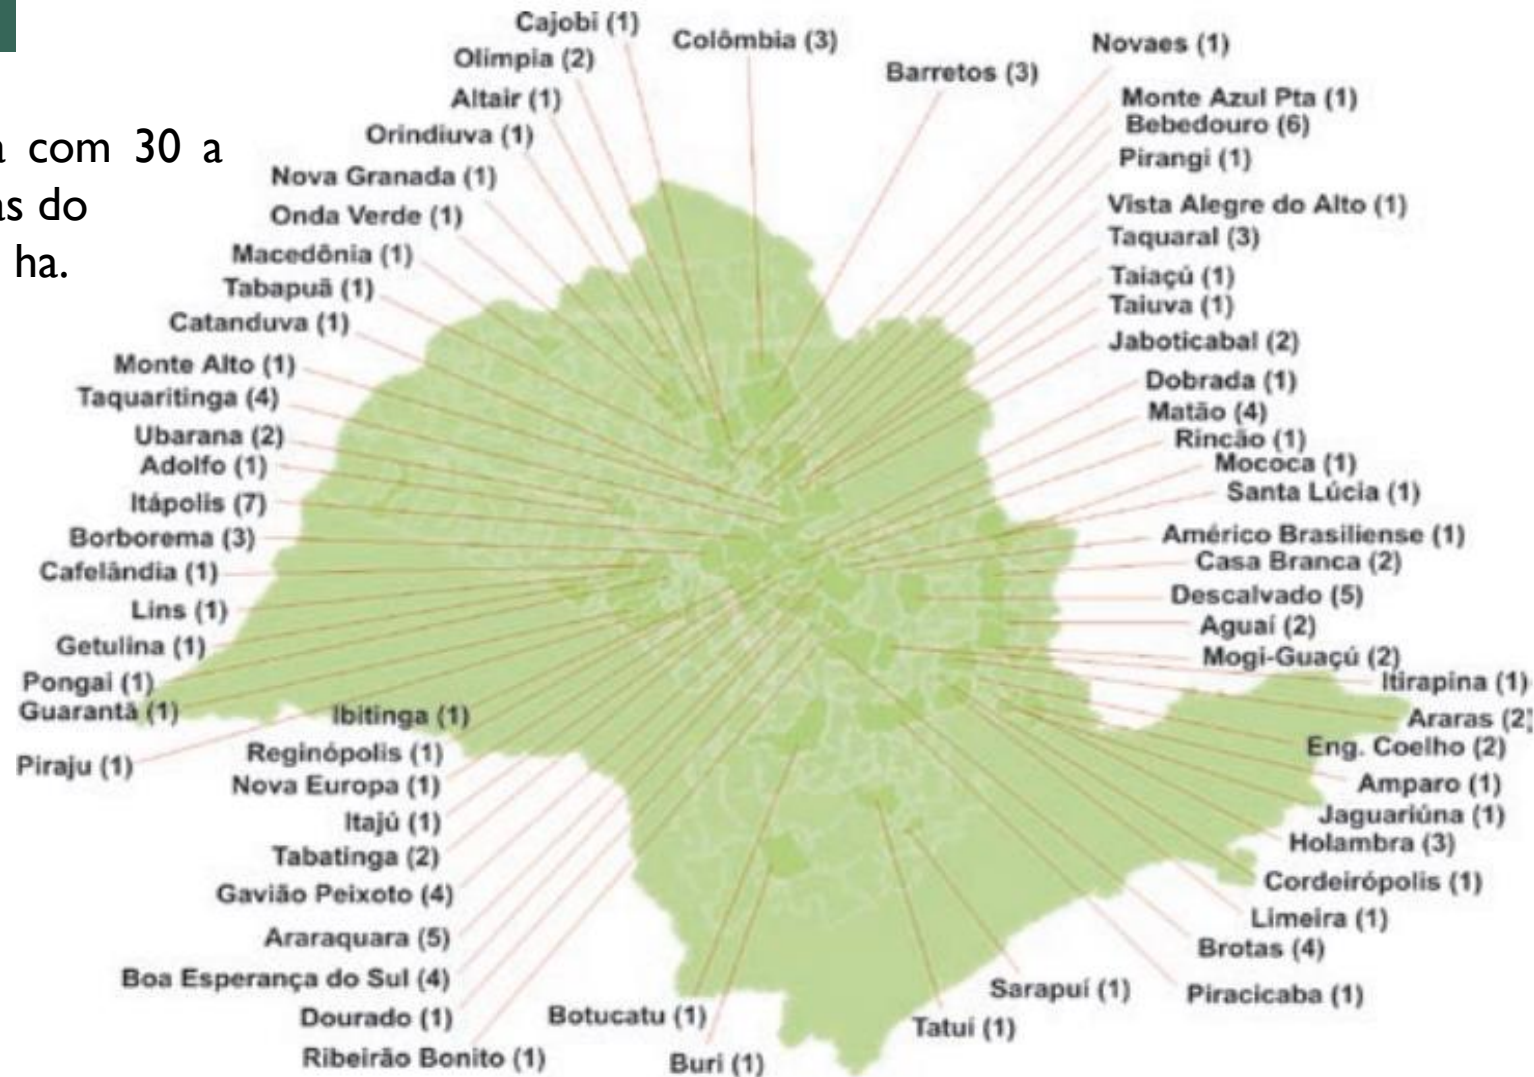 Cajobi (1)
Colômbia (3)
Novaes (1)
Olímpia (2)
Barretos (3)
Altair (1)
Monte Azul Pta (1)
Bebedouro (6)
Orindiuva (1)
com 30 a
Pirangi (1)
Nova Granada (1)
as do
Vista Alegre do Alto (1)
Onda Verde (1)
Taquaral (3)
Macedônia (1)
ha.
Taiaçú (1)
Tabapuã (1)
Taiuva (1)
Catanduva (1)
Jaboticabal (2)
Monte Alto (1)
Dobrada (1)
Taquaritinga (4)
Matão (4)
Ubarana (2)
Rincão (1)
Adolfo (1)
Mococa (1)
Santa Lúcia (1)
Itápolis (7)
Borborema (3)
Américo Brasiliense (1)
Casa Branca (2)
Cafelândia (1)
Descalvado (5)
Lins (1)
Aguaí (2)
Getulina (1)
Mogi-Guaçú (2)
Pongaí (1)
Itirapina (1)
Guarantã (1)
Ibitinga (1)
Araras (2)
Reginópolis (1)
Eng. Coelho (2)
Piraju (1)
Nova Europa (1)
Amparo (1)
Itajú (1)
Jaguariúna (1)
Holambra (3)
Tabatinga (2)
Cordeirópolis (1)
Gavião Peixoto (4)
Limeira (1)
Araraquara (5)
Brotas (4)
Boa Esperança do Sul (4)
Sarapuí (1)
Piracicaba (1)
Dourado (1)
Botucatu (1)
Tatuí (1)
Ribeirão Bonito (1)
Buri (1)